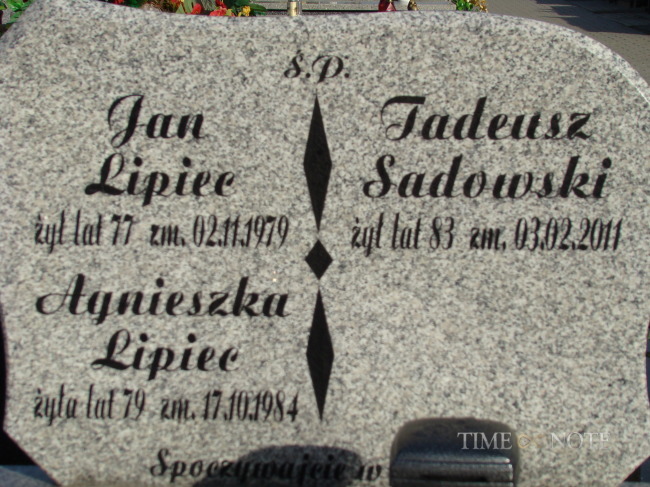 Ś.P.
Jan
Lipiec
żył lat 77 zm. 02.11.1979
Agnieszka
Lipiec
żyła lat 79 zm. 17.10.1984
Tadeusz
Sadowski
żył lat 83 zm. 03.02.2011
Spoczywajcie w
TIME NOTE